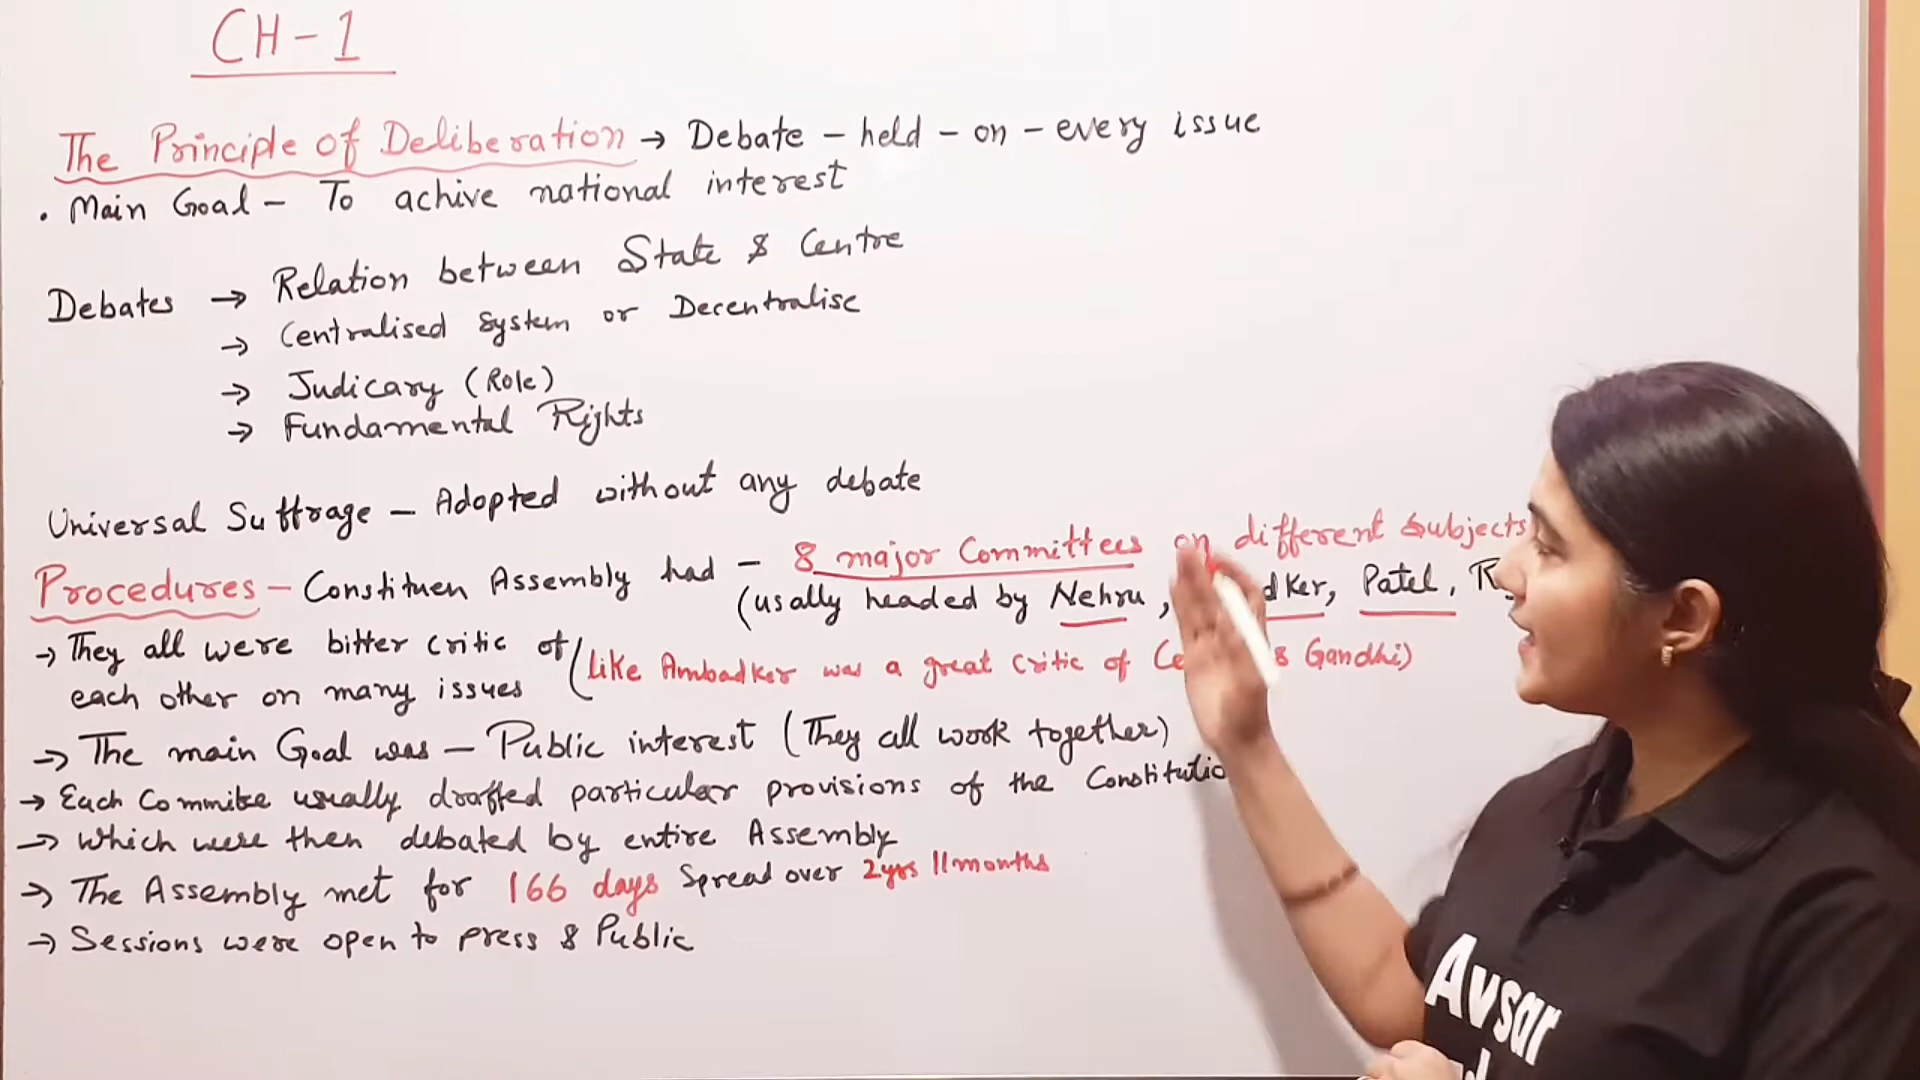 CH-1
The Principle of Deliberation → Debate - held - on - every issue
. Main Goal - To achive national interest
Debates → Relation between State & Centre
→ Centralised System or Decentralise
→ Judicary (Role)
→ Fundamental Rights
Universal Suffrage - Adopted without any debate
Procedures - Constituen Assembly had - 8 major Committees on different Subjects
(usally headed by Nehru, dker, Patel,
→ They all were bitter critic of
each other on many issues
(like Ambadker was a great critic of & Gandhi)
→ The main Goal was - Public interest (They all work together)
→ Each Commitee usually drafted particular provisions of the Constitutio
→ which were then debated by entire Assembly
→ The Assembly met for 166 days Spread over 2yrs 11months
→ Sessions were open to press & Public
Avsar